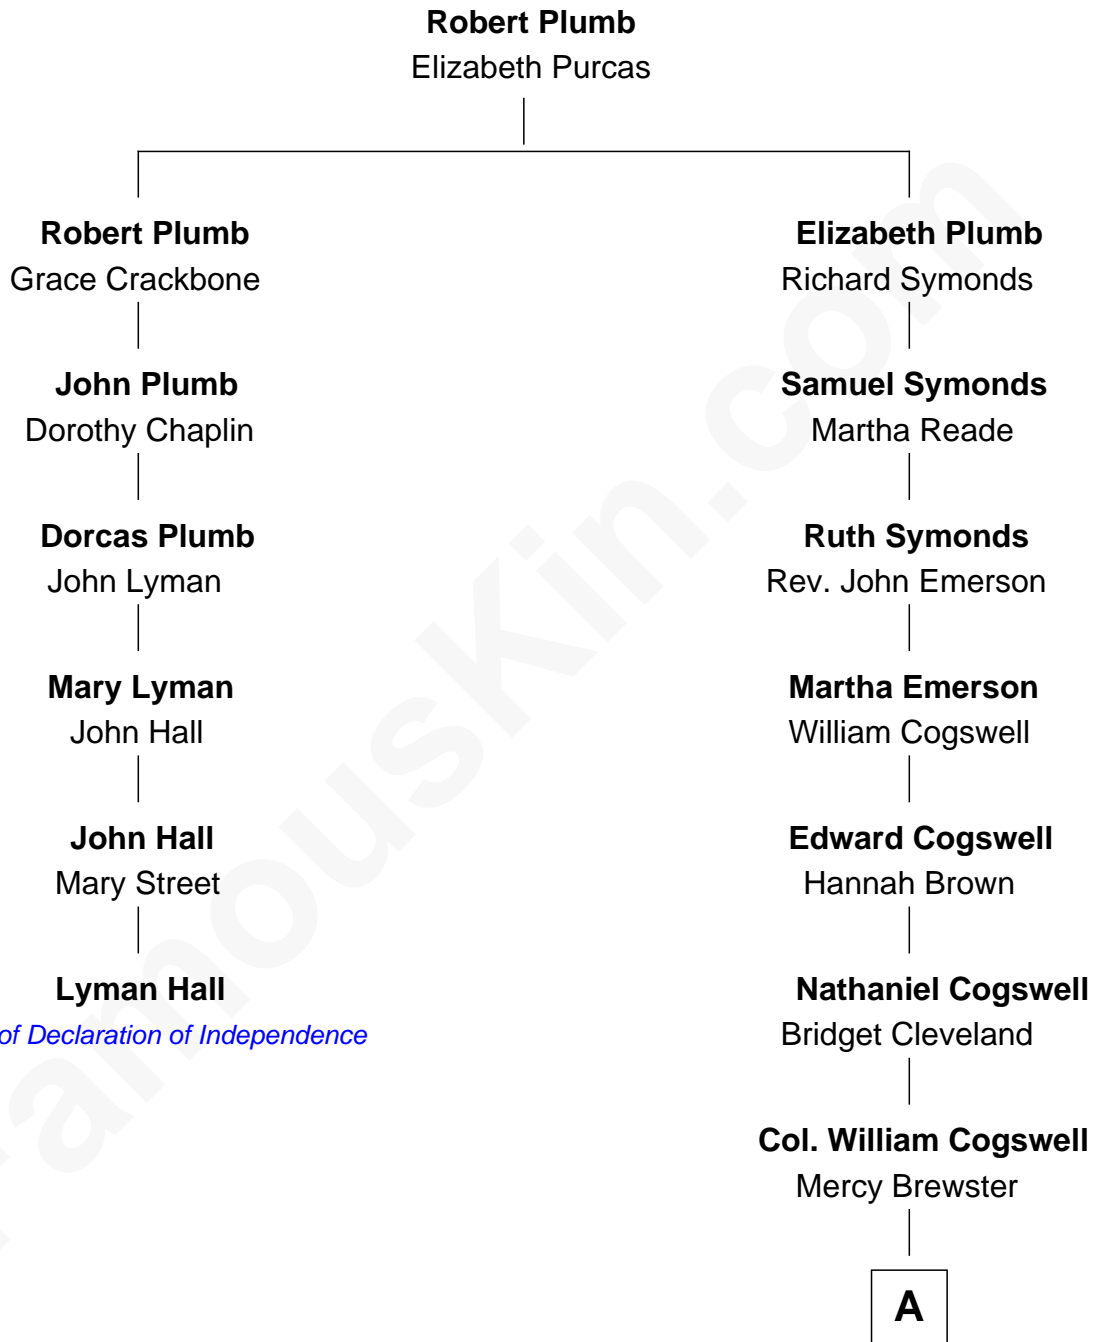 Robert Plumb
Elizabeth Purcas
Robert Plumb
Grace Crackbone
John Plumb
Dorothy Chaplin
Dorcas Plumb
John Lyman
Mary Lyman
John Hall
John Hall
Mary Street
Lyman Hall
of Declaration of Independence
Elizabeth Plumb
Richard Symonds
Samuel Symonds
Martha Reade
Ruth Symonds
Rev. John Emerson
Martha Emerson
William Cogswell
Edward Cogswell
Hannah Brown
Nathaniel Cogswell
Bridget Cleveland
Col. William Cogswell
Mercy Brewster
A
FamousKin.com